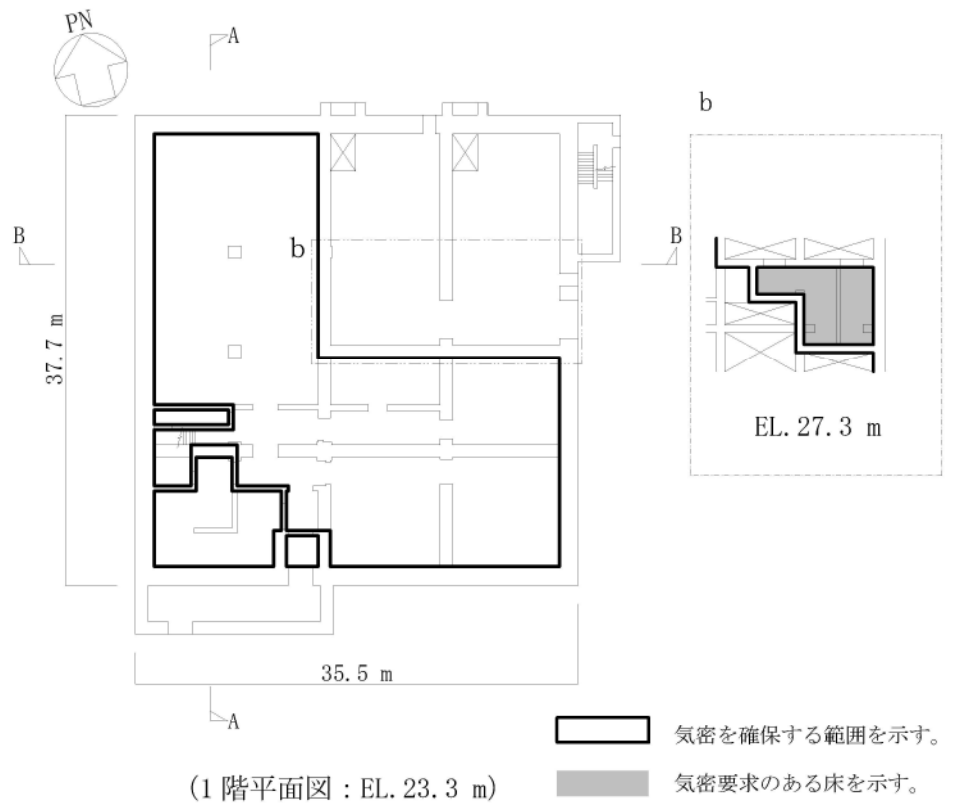 PN
A
b
B
b
B
37.7 m
EL.27.3 m
35.5 m
A
気密を確保する範囲を示す。
(1階平面図：EL.23.3 m)
気密要求のある床を示す。